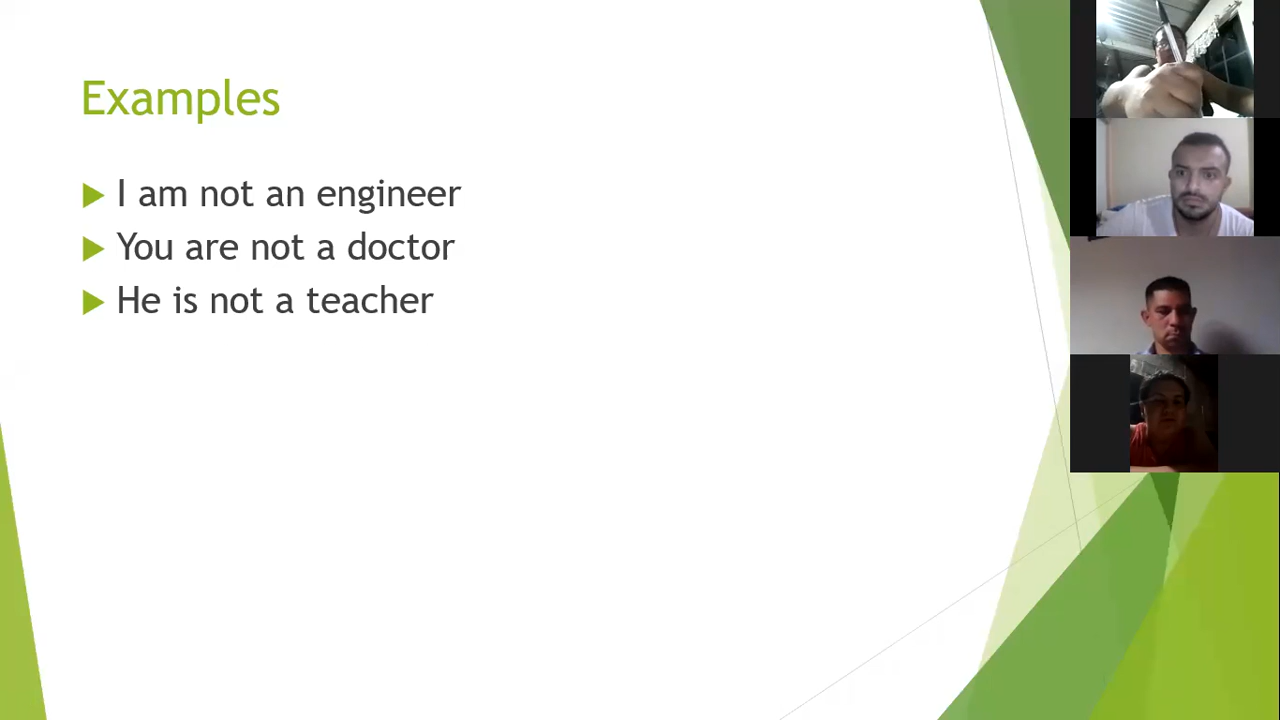 Examples
I am not an engineer
You are not a doctor
He is not a teacher